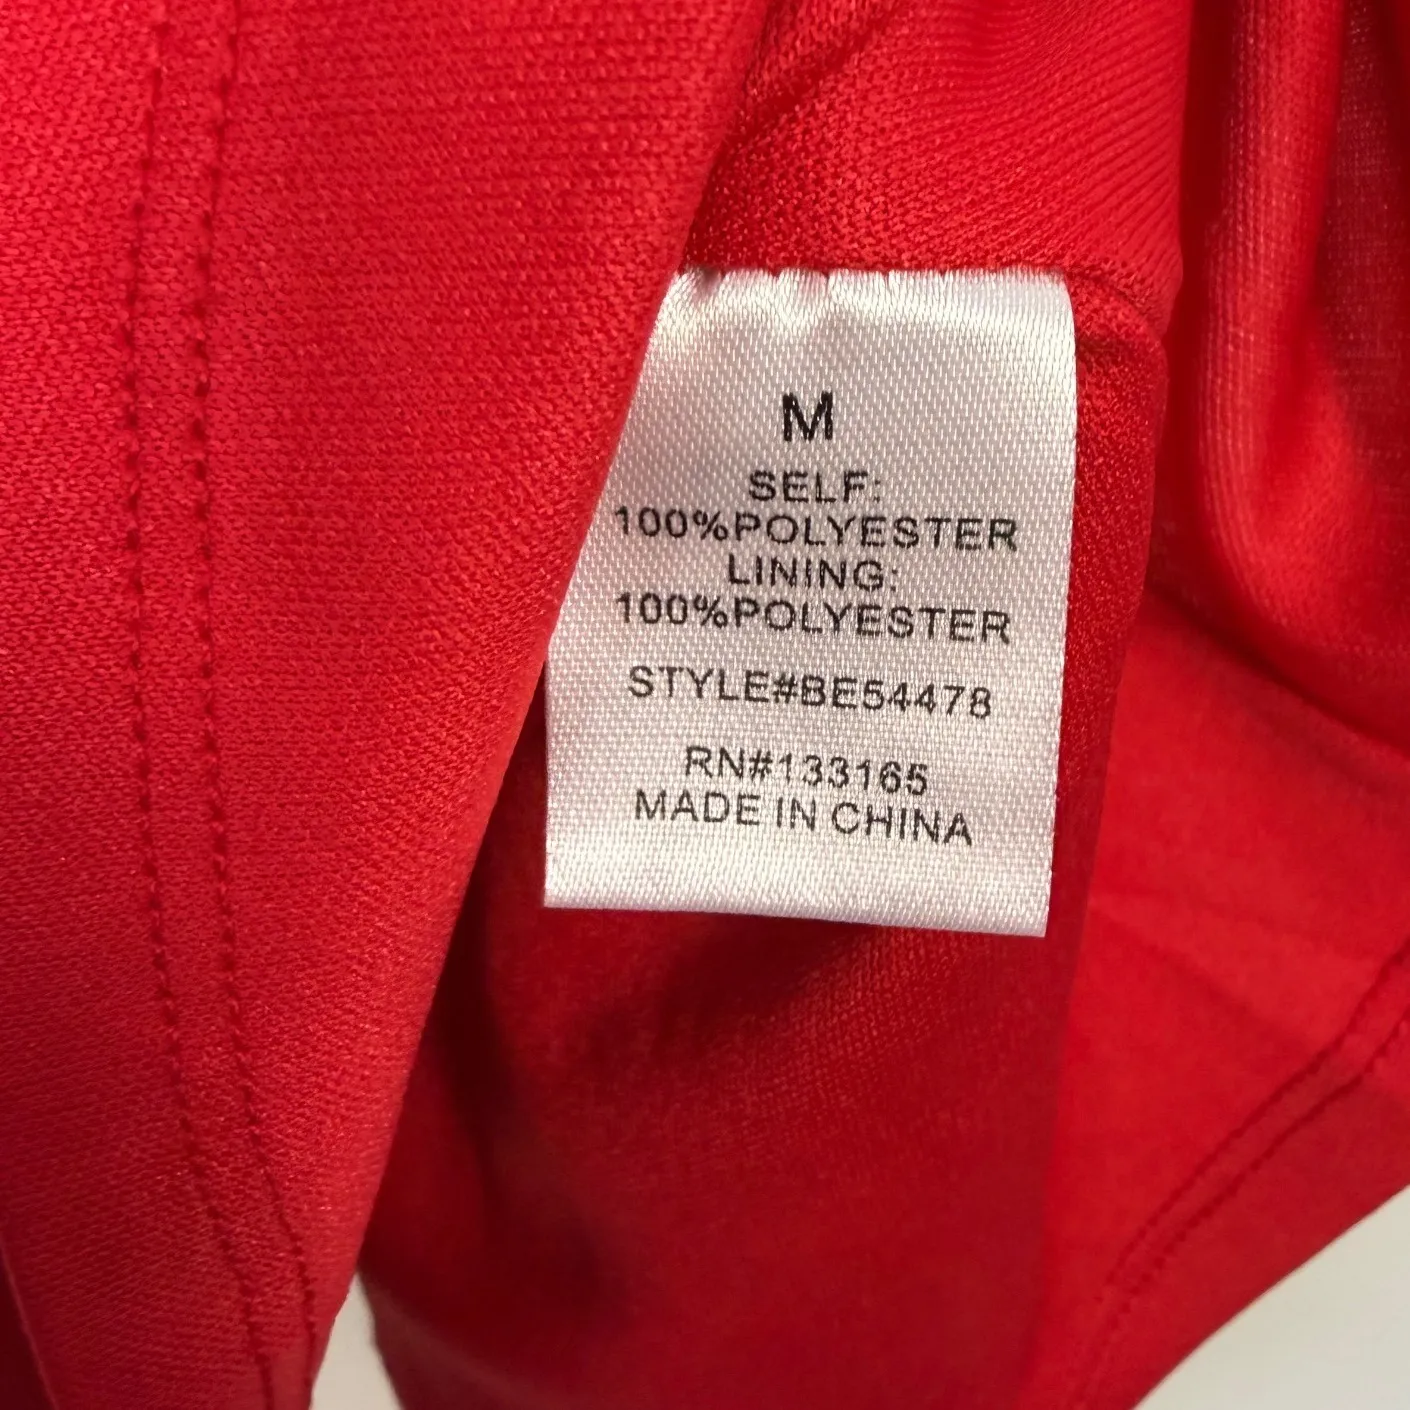 M
SELF:
100%POLYESTER
LINING:
100%POLYESTER
STYLE#BE54478
RN#133165
MADE IN CHINA